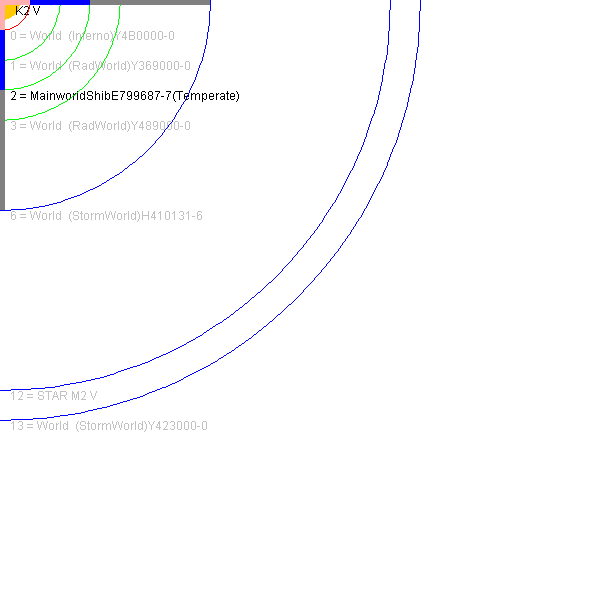 K2 V
0 = World  (Inferno)Y4B0000-0
1 = World  (RadWorld)Y369000-0
2 = MainworldShibE799687-7(Temperate)
3 = World  (RadWorld)Y489000-0
6 = World  (StormWorld)H410131-6
12 = STAR M2 V
13 = World  (StormWorld)Y423000-0